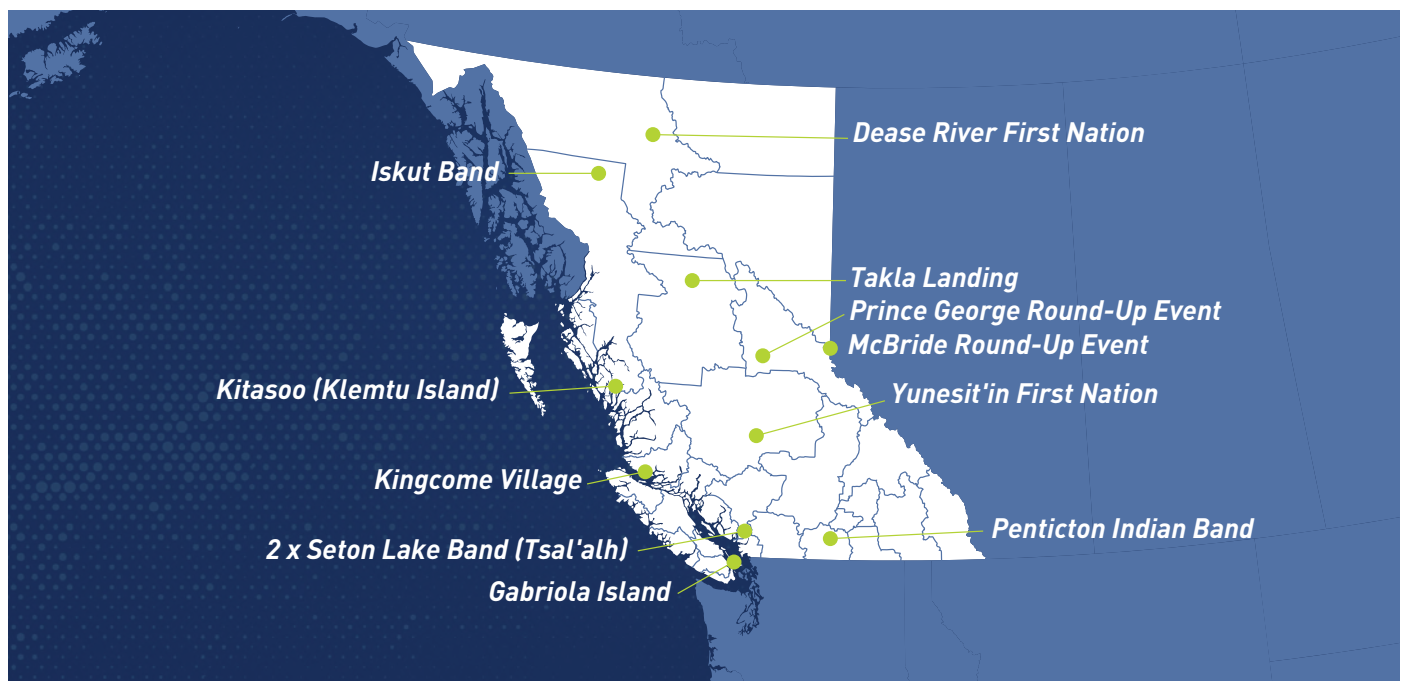 Dease River First Nation
Iskut Band
Takla Landing
Prince George Round-Up Event
McBride Round-Up Event
Kitasoo (Klemtu Island)
Yunesit'in First Nation
Kingcome Village
Penticton Indian Band
2 x Seton Lake Band (Tsal'alh)
Gabriola Island